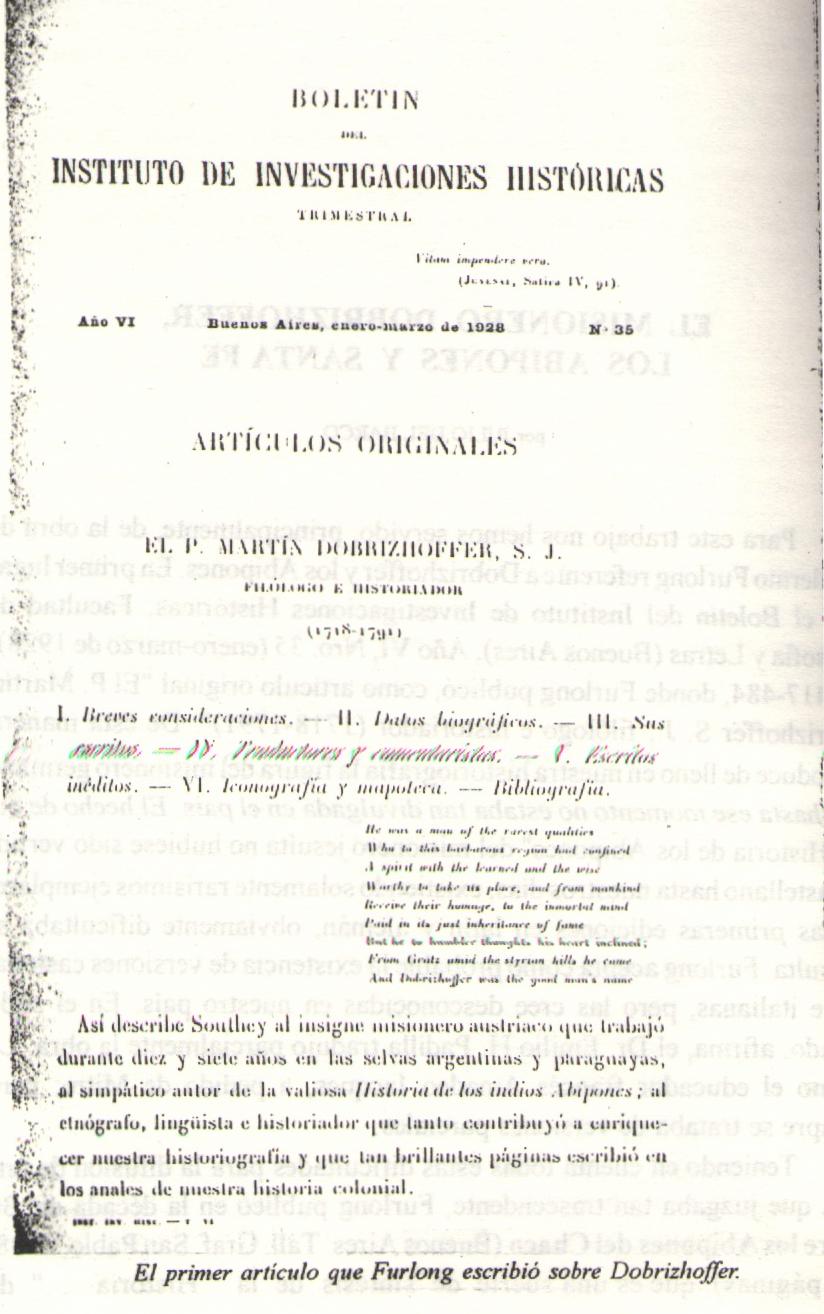 BOLETIN
DEL
INSTITUTO DE INVESTIGACIONES HISTÓRICAS
TRIMESTRAL
Vitam impendere vero.
(Juvenal, Satira IV, 91).
Año VI Buenos Aires, enero-marzo de 1928 Nº 35
ARTÍCULOS ORIGINALES
EL P. MARTÍN DOBRIZHOFFER, S. J.
FILÓLOGO E HISTORIADOR
(1718-1791)
I. Breves consideraciones. — II. Datos biográficos. — III. Sus
escritos. — IV. Traductores y comentaristas. — V. Escritos
inéditos. — VI. Iconografía y mapoteca. — Bibliografía.
He was a man of the rarest qualities
Who to this barbarous region had confined
A spirit with the learned and the wise
Worthy to take its place, and from mankind
Receive their homage, to the inmortal mind
Paid in its just inheritance of fame
But he to humbler thoughts his heart inclined;
From Gratz amid the styrian hills he came
And Dobrizhoffer was the good man's name
Así describe Southey al insigne misionero austriaco que trabajó
durante diez y siete años en las selvas argentinas y paraguayas,
al simpático autor de la valiosa Historia de los indios Abipones; al
etnógrafo, lingüista e historiador que tanto contribuyó a enrique-
cer nuestra historiografía y que tan brillantes páginas escribió en
los anales de nuestra historia colonial.
El primer artículo que Furlong escribió sobre Dobrizhoffer.